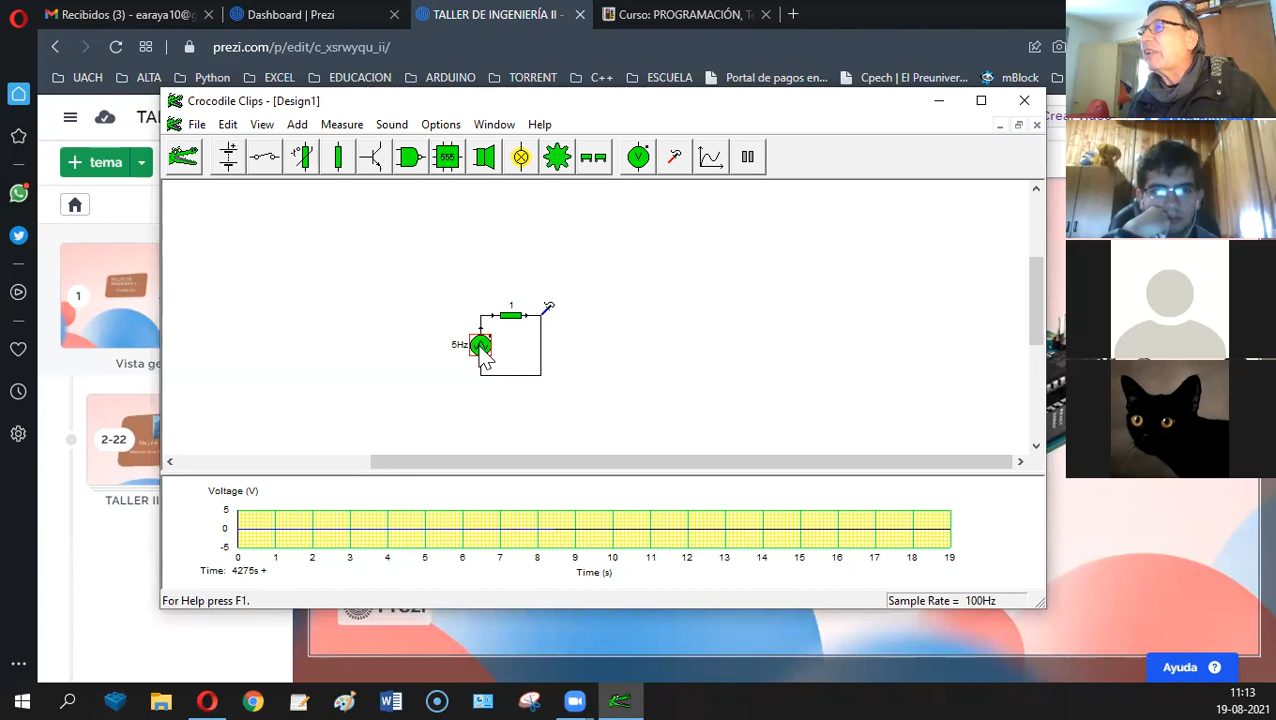 Recibidos (3) - earaya10@g
Dashboard | Prezi
TALLER DE INGENIERÍA II -
Curso: PROGRAMACIÓN, Te
prezi.com/p/edit/c_xsrwyqu_ii/
UACH
ALTA
Python
EXCEL
EDUCACION
ARDUINO
TORRENT
C++
ESCUELA
Portal de pagos en...
Cpech | El Preuniver...
mBlock
Crocodile Clips - [Design1]
TAL
File Edit View Add Measure Sound Options Window Help
tema
555
V
1
5Hz
1
Vista ge
2-22
TALLER II
Voltage (V)
5
0
-5
0 1 2 3 4 5 6 7 8 9 10 11 12 13 14 15 16 17 18 19
Time: 4275s +
Time (s)
For Help press F1.
Sample Rate = 100Hz
Prezi
Ayuda ?
11:13
19-08-2021